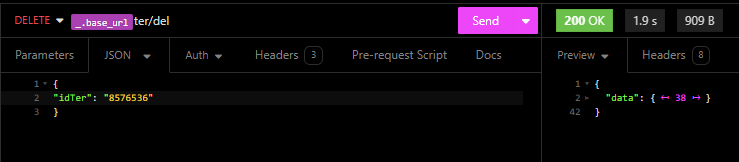 DELETE _.base_url ter/del Send 200 OK 1.9 s 909 B
Parameters JSON Auth Headers 3 Pre-request Script Docs Preview Headers 8
1 {
2 "idTer": "8576536"
3 }
1 {
2 "data": { ↔ 38 ↔ }
42 }